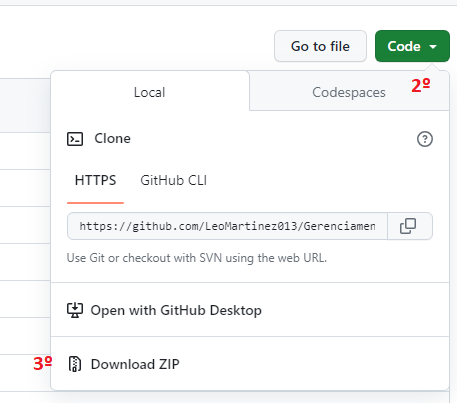 Go to file
Code
Local
Codespaces
2º
Clone
HTTPS
GitHub CLI
https://github.com/LeoMartinez013/Gerenciamen
Use Git or checkout with SVN using the web URL.
Open with GitHub Desktop
3º
Download ZIP